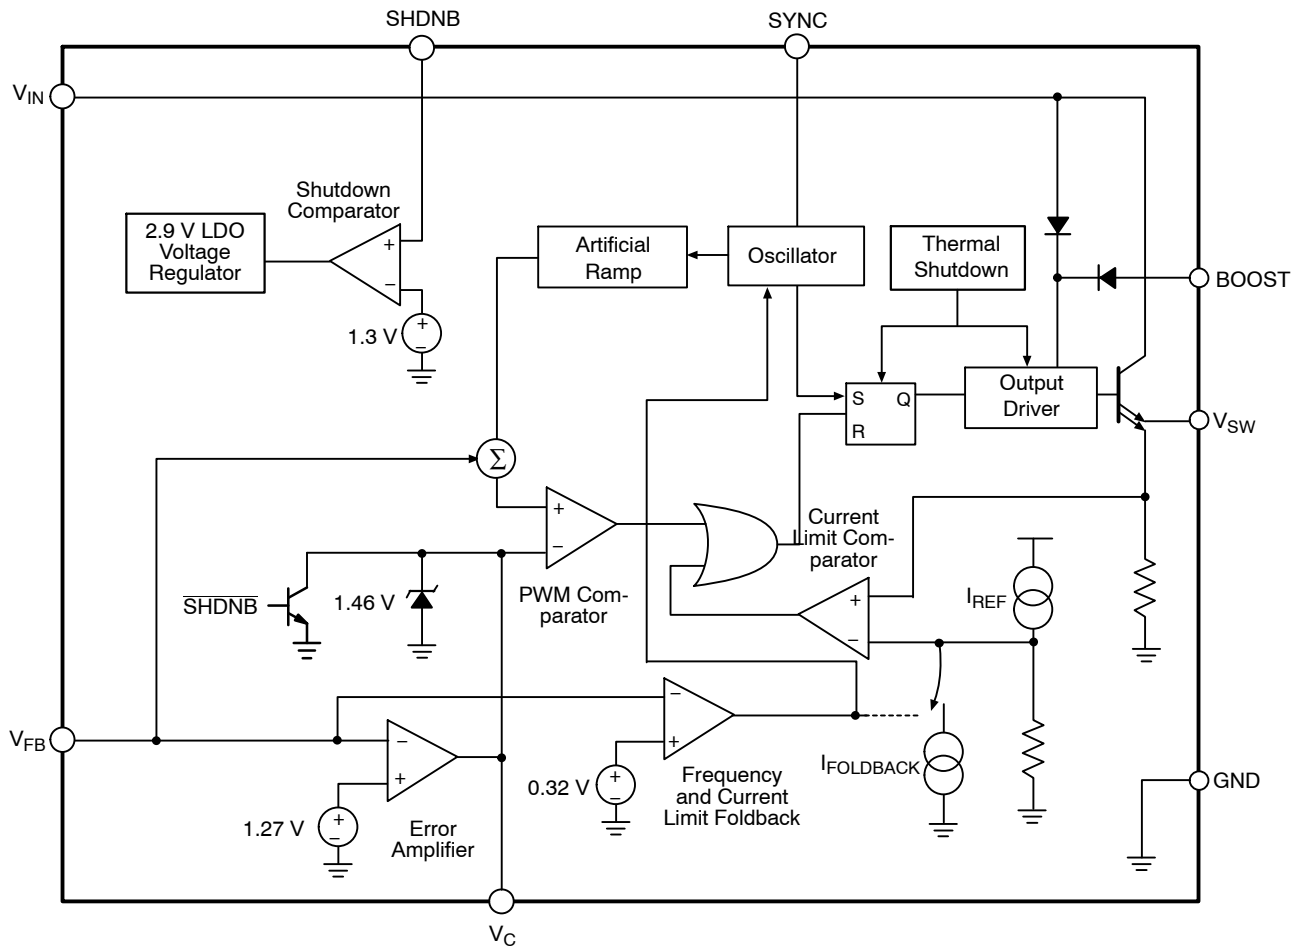 SHDNB
SYNC
V_IN
Shutdown
Comparator
2.9 V LDO
Voltage
Regulator
+
−
1.3 V
+
−
Artificial
Ramp
Oscillator
Thermal
Shutdown
BOOST
S
Q
R
Output
Driver
V_SW
Σ
+
−
PWM Com-
parator
Current
Limit Com-
parator
+
−
I_REF
S̅H̅D̅N̅B̅
1.46 V
V_FB
−
+
Error
Amplifier
1.27 V
+
−
−
+
Frequency
and Current
Limit Foldback
0.32 V
+
−
I_FOLDBACK
GND
V_C